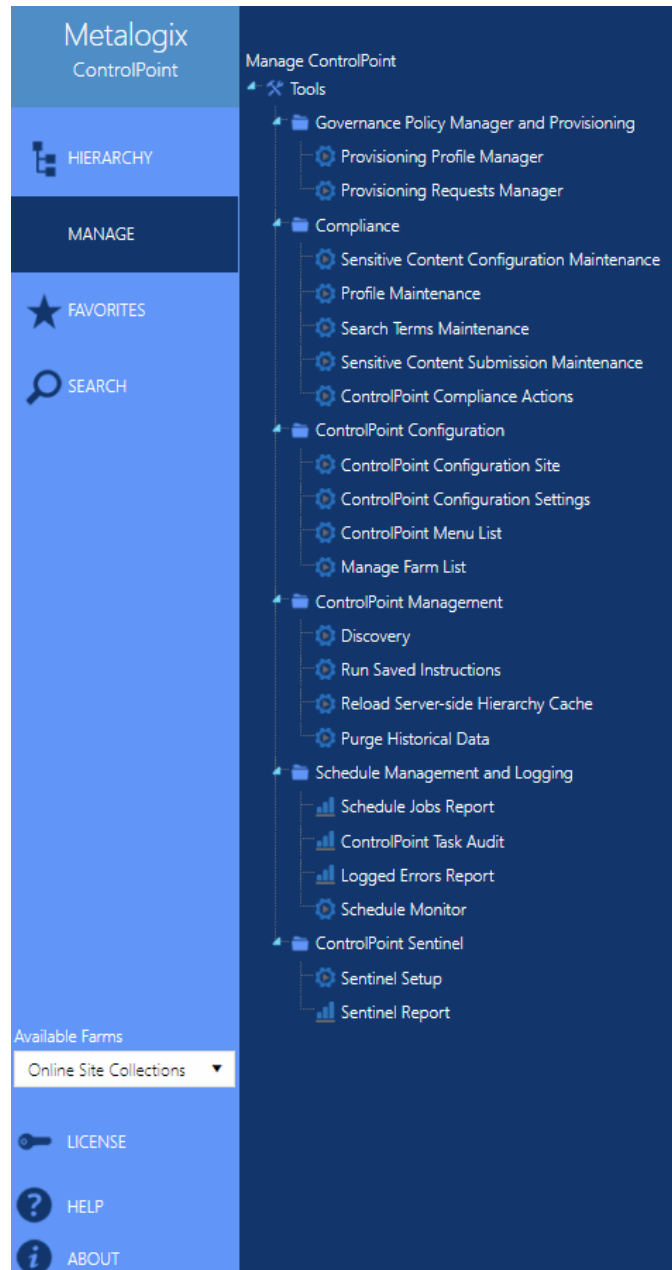 Metalogix
ControlPoint
HIERARCHY
MANAGE
FAVORITES
SEARCH
Available Farms
Online Site Collections
LICENSE
HELP
ABOUT
Manage ControlPoint
Tools
Governance Policy Manager and Provisioning
Provisioning Profile Manager
Provisioning Requests Manager
Compliance
Sensitive Content Configuration Maintenance
Profile Maintenance
Search Terms Maintenance
Sensitive Content Submission Maintenance
ControlPoint Compliance Actions
ControlPoint Configuration
ControlPoint Configuration Site
ControlPoint Configuration Settings
ControlPoint Menu List
Manage Farm List
ControlPoint Management
Discovery
Run Saved Instructions
Reload Server-side Hierarchy Cache
Purge Historical Data
Schedule Management and Logging
Schedule Jobs Report
ControlPoint Task Audit
Logged Errors Report
Schedule Monitor
ControlPoint Sentinel
Sentinel Setup
Sentinel Report